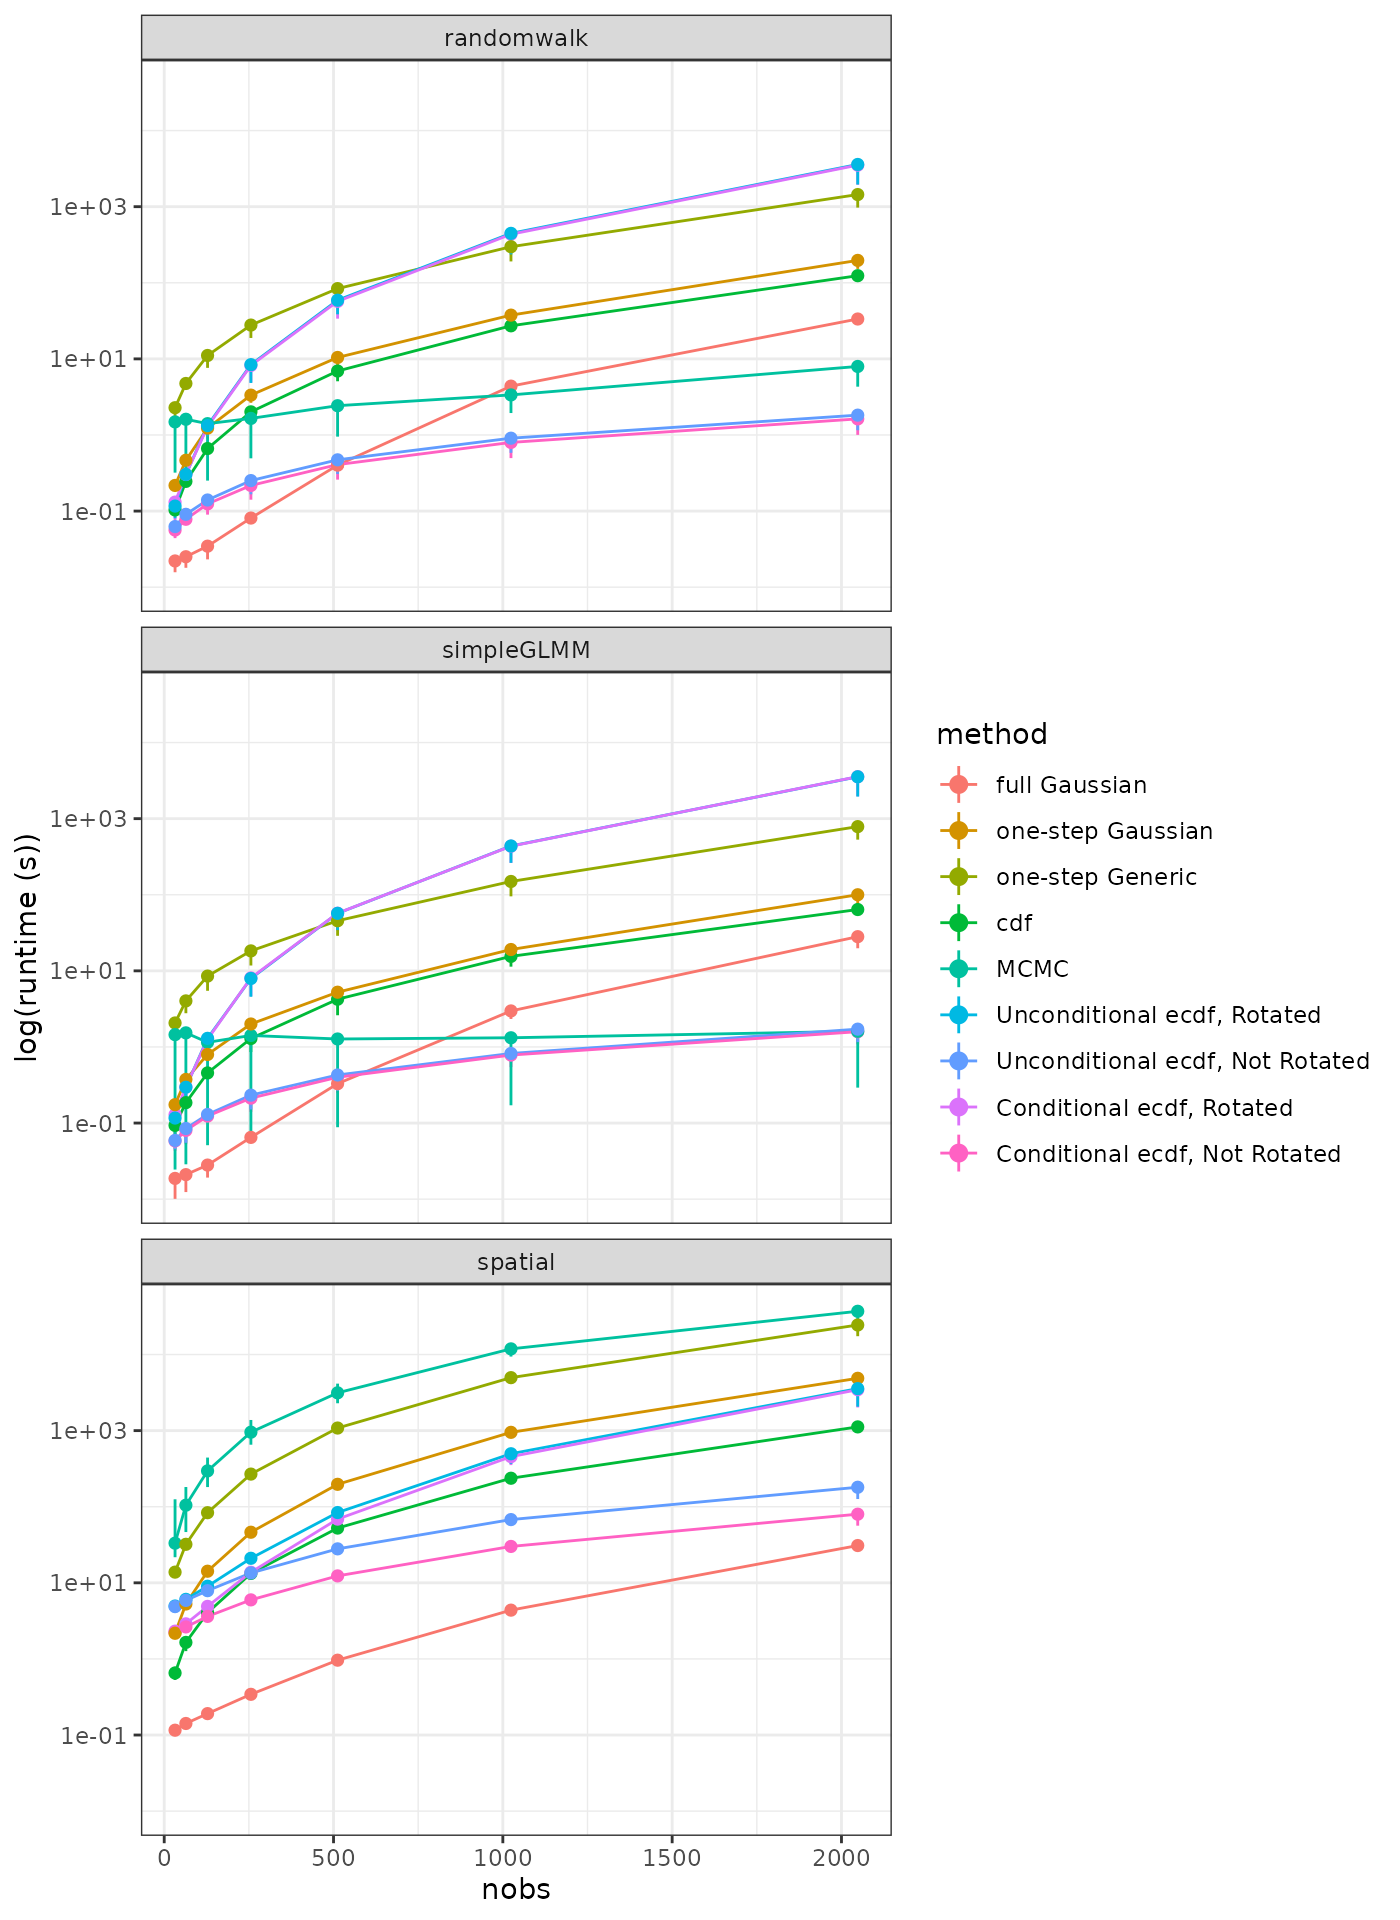 randomwalk
1e+03
1e+01
1e-01
simpleGLMM
1e+03
1e+01
1e-01
spatial
1e+03
1e+01
1e-01
0 500 1000 1500 2000
nobs
log(runtime (s))
method
full Gaussian
one-step Gaussian
one-step Generic
cdf
MCMC
Unconditional ecdf, Rotated
Unconditional ecdf, Not Rotated
Conditional ecdf, Rotated
Conditional ecdf, Not Rotated